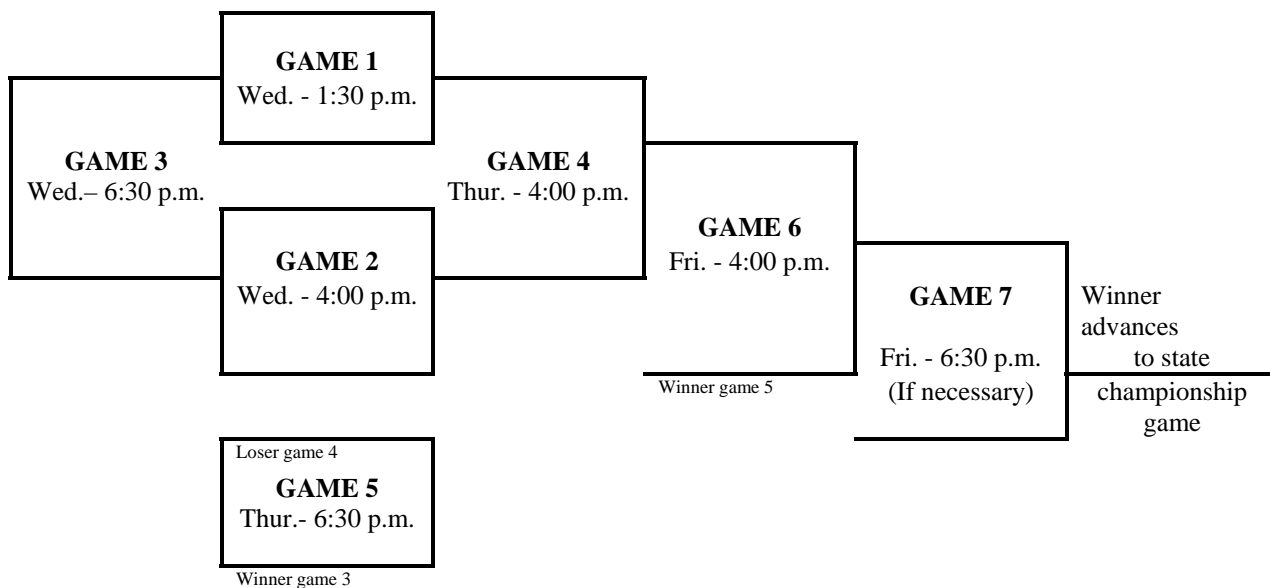 GAME 1
Wed. - 1:30 p.m.
GAME 3
Wed.– 6:30 p.m.
GAME 4
Thur. - 4:00 p.m.
GAME 2
Wed. - 4:00 p.m.
GAME 6
Fri. - 4:00 p.m.
Winner game 5
GAME 7
Fri. - 6:30 p.m.
(If necessary)
Winner
advances
to state
championship
game
Loser game 4
GAME 5
Thur.- 6:30 p.m.
Winner game 3